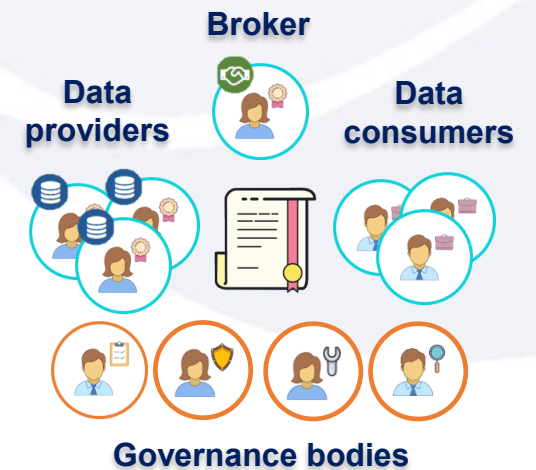 Broker
Data
providers
Data
consumers
Governance bodies